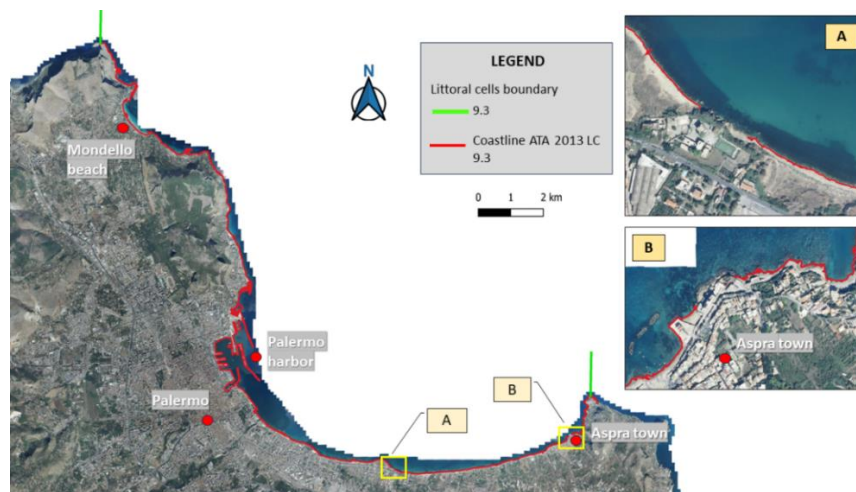 N
LEGEND
Littoral cells boundary
9.3
Coastline ATA 2013 LC
9.3
0 1 2 km
Mondello
beach
Palermo
harbor
Palermo
A
B
Aspra town
A
B
Aspra town